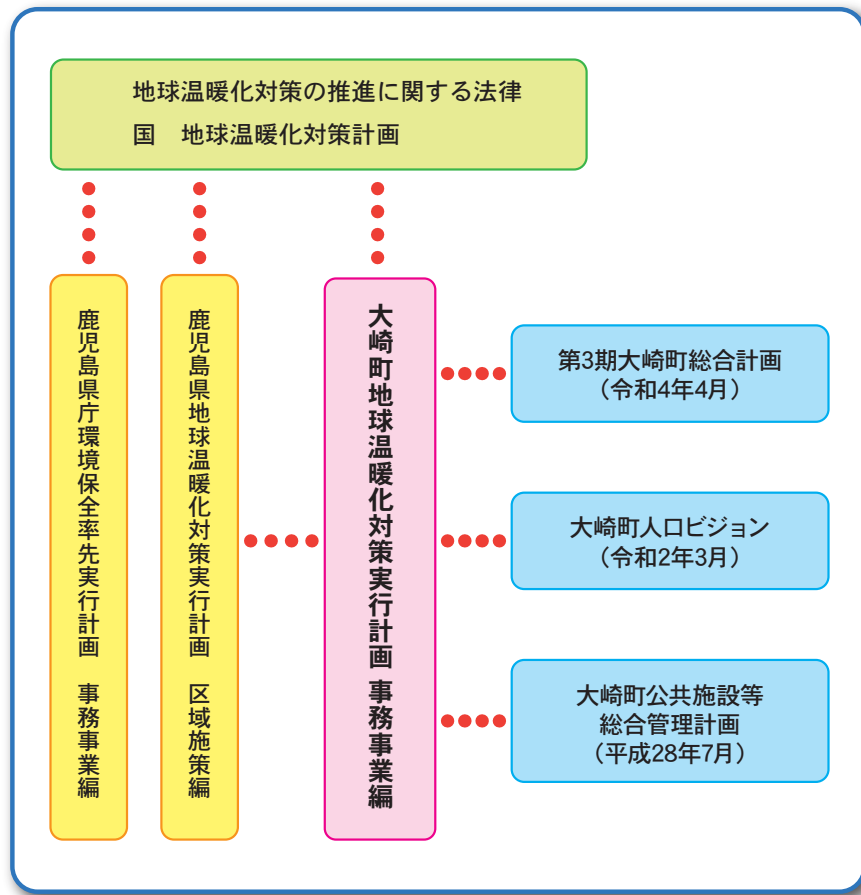 地球温暖化対策の推進に関する法律
国　地球温暖化対策計画
鹿児島県庁環境保全率先実行計画　事務事業編
鹿児島県地球温暖化対策実行計画　区域施策編
大崎町地球温暖化対策実行計画 事務事業編
第3期大崎町総合計画
（令和4年4月）
大崎町人口ビジョン
（令和2年3月）
大崎町公共施設等
総合管理計画
（平成28年7月）